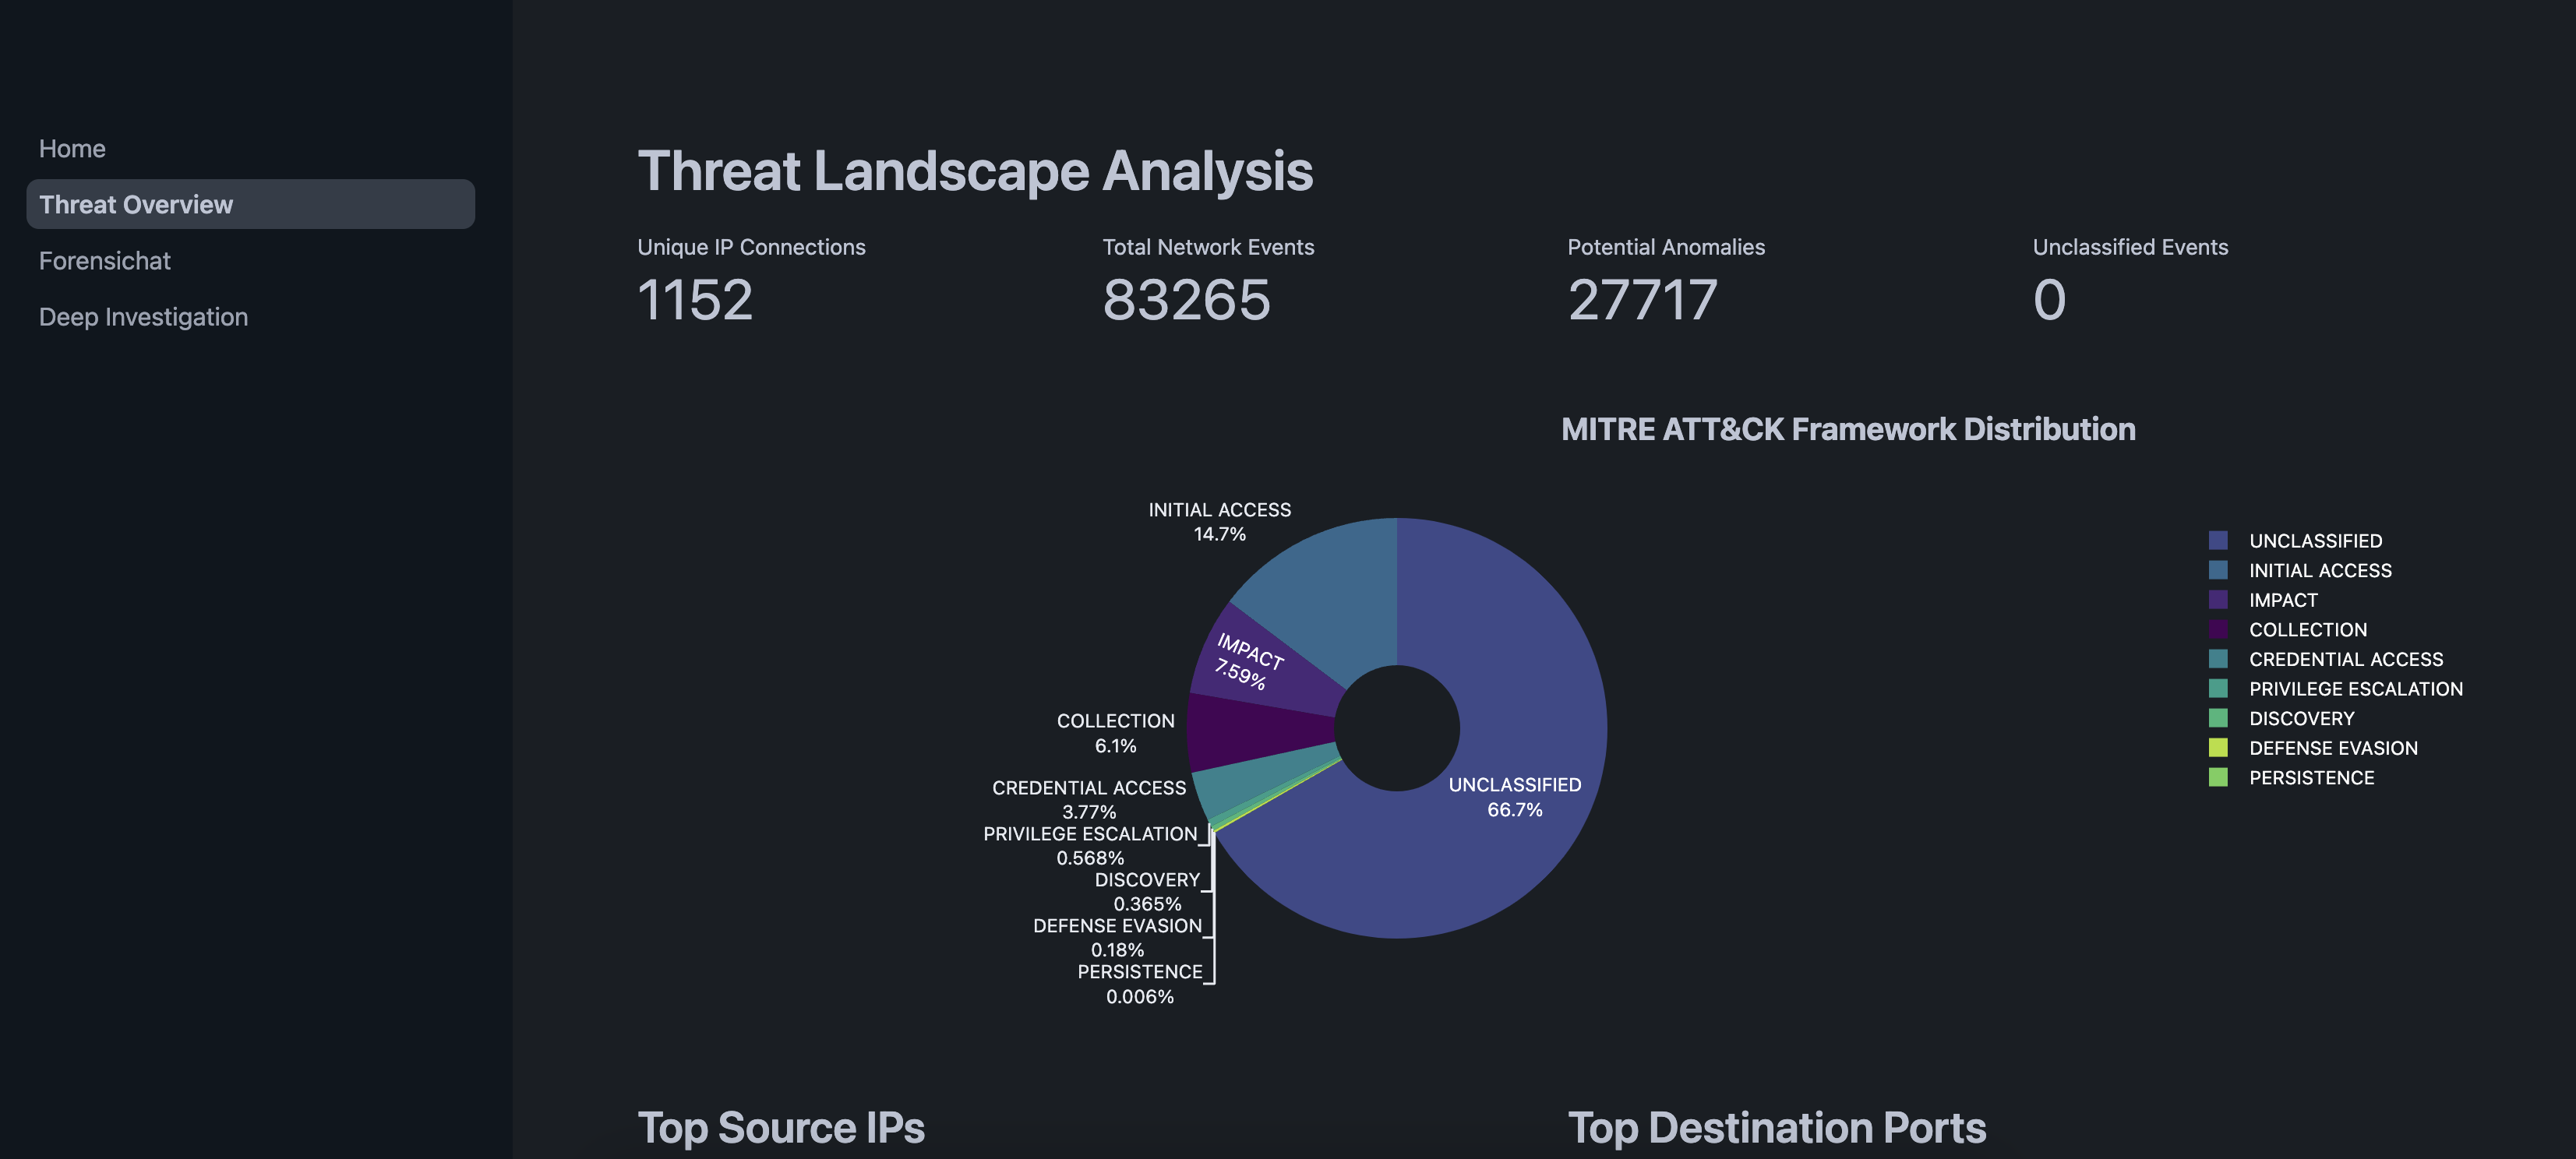 Home
Threat Overview
Forensichat
Deep Investigation
Threat Landscape Analysis
Unique IP Connections
1152
Total Network Events
83265
Potential Anomalies
27717
Unclassified Events
0
MITRE ATT&CK Framework Distribution
INITIAL ACCESS
14.7%
IMPACT
7.59%
COLLECTION
6.1%
CREDENTIAL ACCESS
3.77%
PRIVILEGE ESCALATION
0.568%
DISCOVERY
0.365%
DEFENSE EVASION
0.18%
PERSISTENCE
0.006%
UNCLASSIFIED
66.7%
UNCLASSIFIED
INITIAL ACCESS
IMPACT
COLLECTION
CREDENTIAL ACCESS
PRIVILEGE ESCALATION
DISCOVERY
DEFENSE EVASION
PERSISTENCE
Top Source IPs
Top Destination Ports